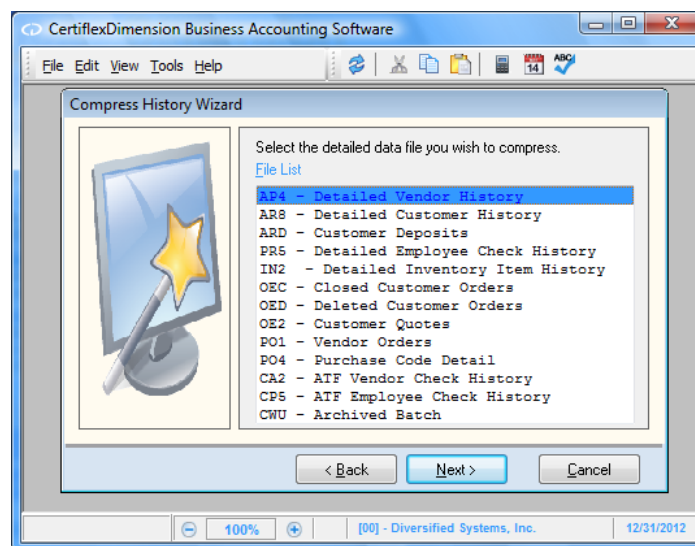 CertiflexDimension Business Accounting Software
File Edit View Tools Help
14 ABC
Compress History Wizard
Select the detailed data file you wish to compress.
File List
AP4 - Detailed Vendor History
AR8 - Detailed Customer History
ARD - Customer Deposits
PR5 - Detailed Employee Check History
IN2 - Detailed Inventory Item History
OEC - Closed Customer Orders
OED - Deleted Customer Orders
OE2 - Customer Quotes
PO1 - Vendor Orders
PO4 - Purchase Code Detail
CA2 - ATF Vendor Check History
CP5 - ATF Employee Check History
CWU - Archived Batch
< Back Next > Cancel
100% [00] - Diversified Systems, Inc. 12/31/2012